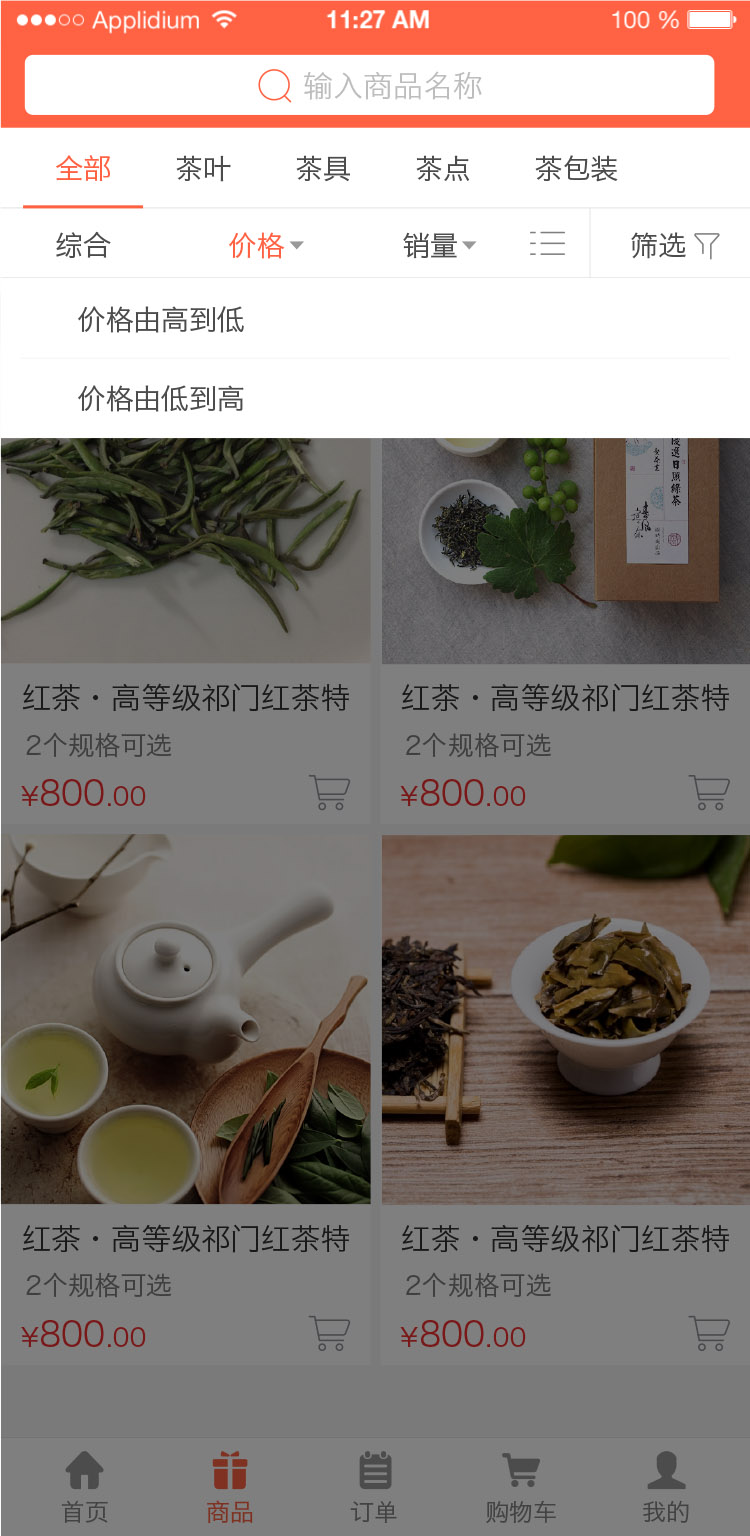 Applidium 11:27 AM 100 %
输入商品名称
全部 茶叶 茶具 茶点 茶包装
综合 价格 销量 筛选
价格由高到低
价格由低到高
红茶·高等级祁门红茶特 红茶·高等级祁门红茶特
2个规格可选 2个规格可选
¥800.00 ¥800.00
红茶·高等级祁门红茶特 红茶·高等级祁门红茶特
2个规格可选 2个规格可选
¥800.00 ¥800.00
首页 商品 订单 购物车 我的